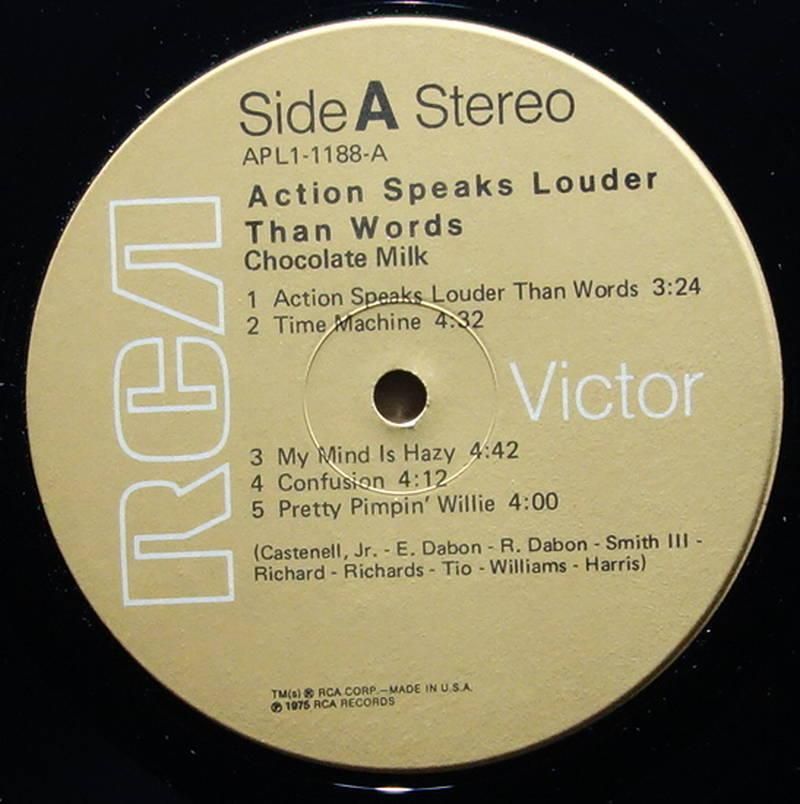 Side A Stereo
APL1-1188-A
Action Speaks Louder
Than Words
Chocolate Milk
1 Action Speaks Louder Than Words 3:24
2 Time Machine 4:32
RCA
Victor
3 My Mind Is Hazy 4:42
4 Confusion 4:12
5 Pretty Pimpin' Willie 4:00
(Castenell, Jr. - E. Dabon - R. Dabon - Smith III -
Richard - Richards - Tio - Williams - Harris)
TM(s) ® RCA CORP.—MADE IN U.S.A.
℗ 1975 RCA RECORDS